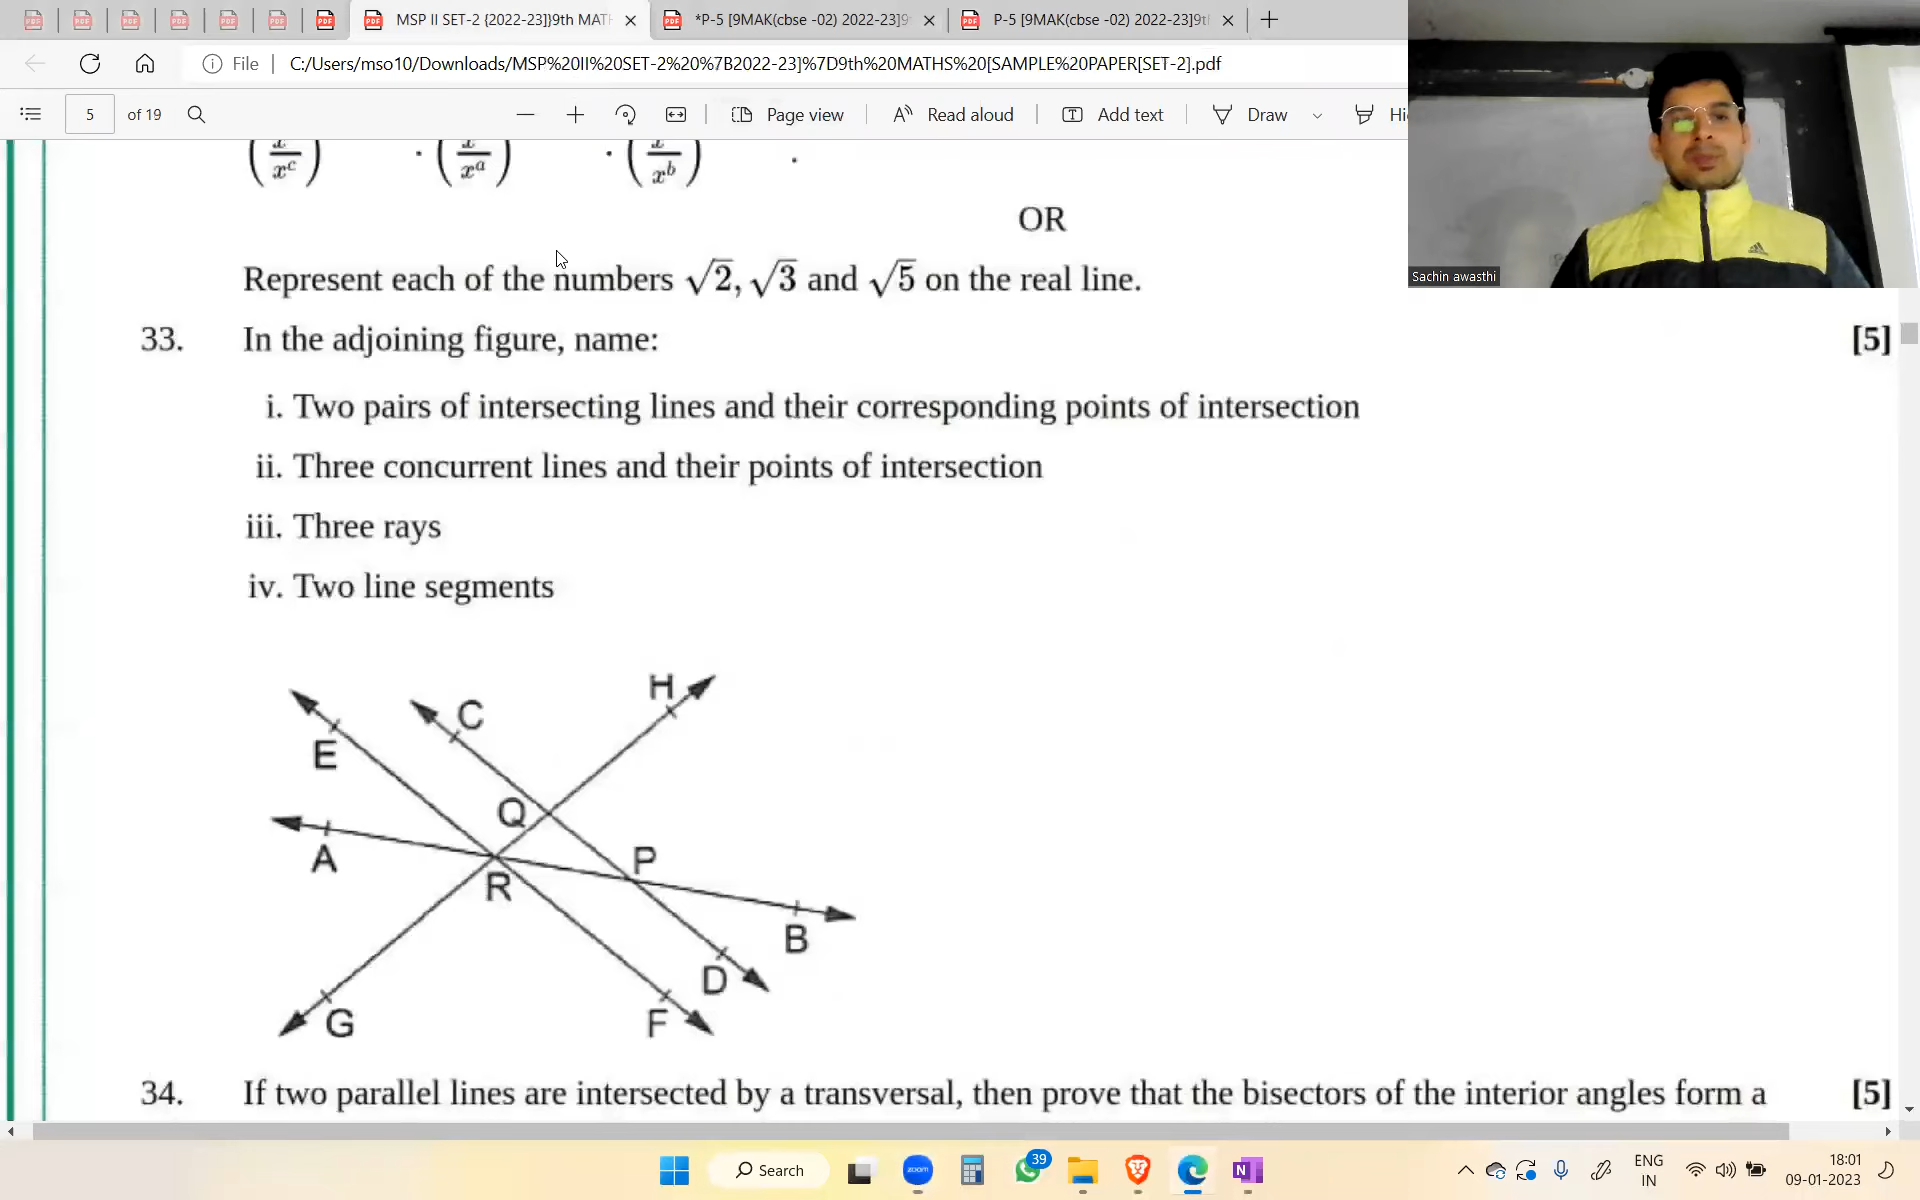 MSP II SET-2 {2022-23]}9th MAT
*P-5 [9MAK(cbse -02) 2022-23]9
P-5 [9MAK(cbse -02) 2022-23]9t
File
C:/Users/mso10/Downloads/MSP%20II%20SET-2%20%7B2022-23]%7D9th%20MATHS%20[SAMPLE%20PAPER[SET-2].pdf
5 of 19
Page view
Read aloud
Add text
Draw
Hi
Sachin awasthi
OR
Represent each of the numbers √2, √3 and √5 on the real line.
33. In the adjoining figure, name: [5]
i. Two pairs of intersecting lines and their corresponding points of intersection
ii. Three concurrent lines and their points of intersection
iii. Three rays
iv. Two line segments
H
C
E
Q
A
P
R
B
D
G
F
34. If two parallel lines are intersected by a transversal, then prove that the bisectors of the interior angles form a [5]
Search
zoom
39
N
ENG
IN
18:01
09-01-2023